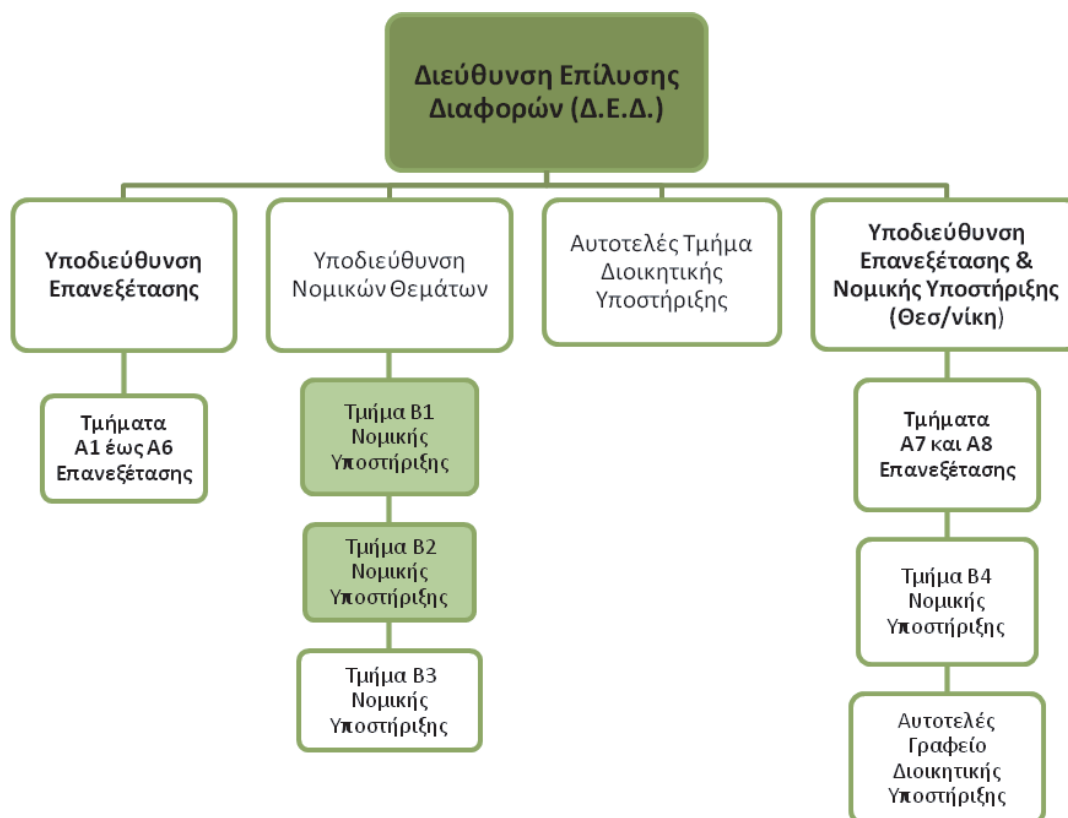 Διεύθυνση Επίλυσης
Διαφορών (Δ.Ε.Δ.)
Υποδιεύθυνση
Επανεξέτασης
Τμήματα
Α1 έως Α6
Επανεξέτασης
Υποδιεύθυνση
Νομικών Θεμάτων
Τμήμα Β1
Νομικής
Υποστήριξης
Τμήμα Β2
Νομικής
Υποστήριξης
Τμήμα Β3
Νομικής
Υποστήριξης
Αυτοτελές Τμήμα
Διοικητικής
Υποστήριξης
Υποδιεύθυνση
Επανεξέτασης &
Νομικής Υποστήριξης
(Θεσ/νίκη)
Τμήματα
Α7 και Α8
Επανεξέτασης
Τμήμα Β4
Νομικής
Υποστήριξης
Αυτοτελές
Γραφείο
Διοικητικής
Υποστήριξης